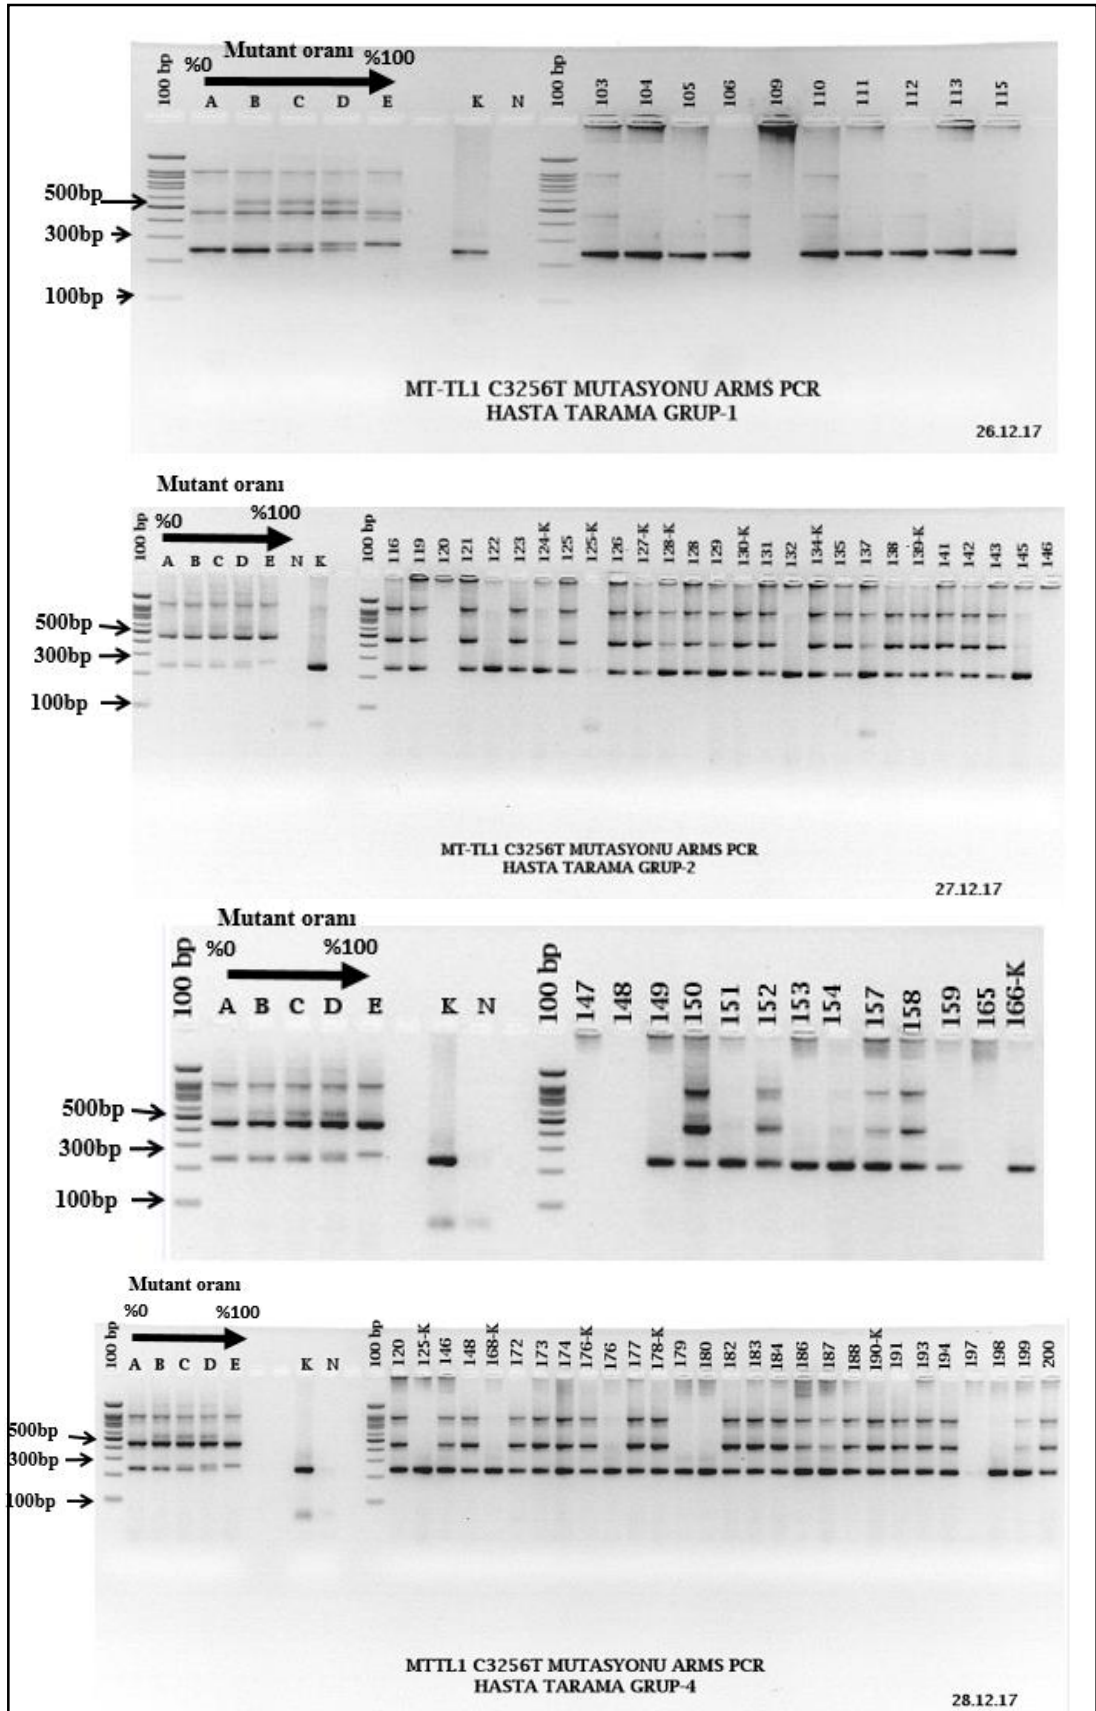 Mutant oranı
%0 %100
100 bp A B C D E K N 100 bp 103 104 105 106 109 110 111 112 113 115
500bp
300bp
100bp
MT-TL1 C3256T MUTASYONU ARMS PCR
HASTA TARAMA GRUP-1
26.12.17
Mutant oranı
%0 %100
100 bp A B C D E N K 100 bp 116 119 120 121 122 123 124-K 125 125-K 126 127-K 128-K 128 129 130-K 131 132 134-K 135 137 138 139-K 141 142 143 145 146
500bp
300bp
100bp
MT-TL1 C3256T MUTASYONU ARMS PCR
HASTA TARAMA GRUP-2
27.12.17
Mutant oranı
%0 %100
100 bp A B C D E K N 100 bp 147 148 149 150 151 152 153 154 157 158 159 165 166-K
500bp
300bp
100bp
Mutant oranı
%0 %100
100 bp A B C D E K N 100 bp 120 125-K 146 148 168-K 172 173 174 176-K 176 177 178-K 179 180 182 183 184 186 187 188 190-K 191 193 194 197 198 199 200
500bp
300bp
100bp
MTTL1 C3256T MUTASYONU ARMS PCR
HASTA TARAMA GRUP-4
28.12.17